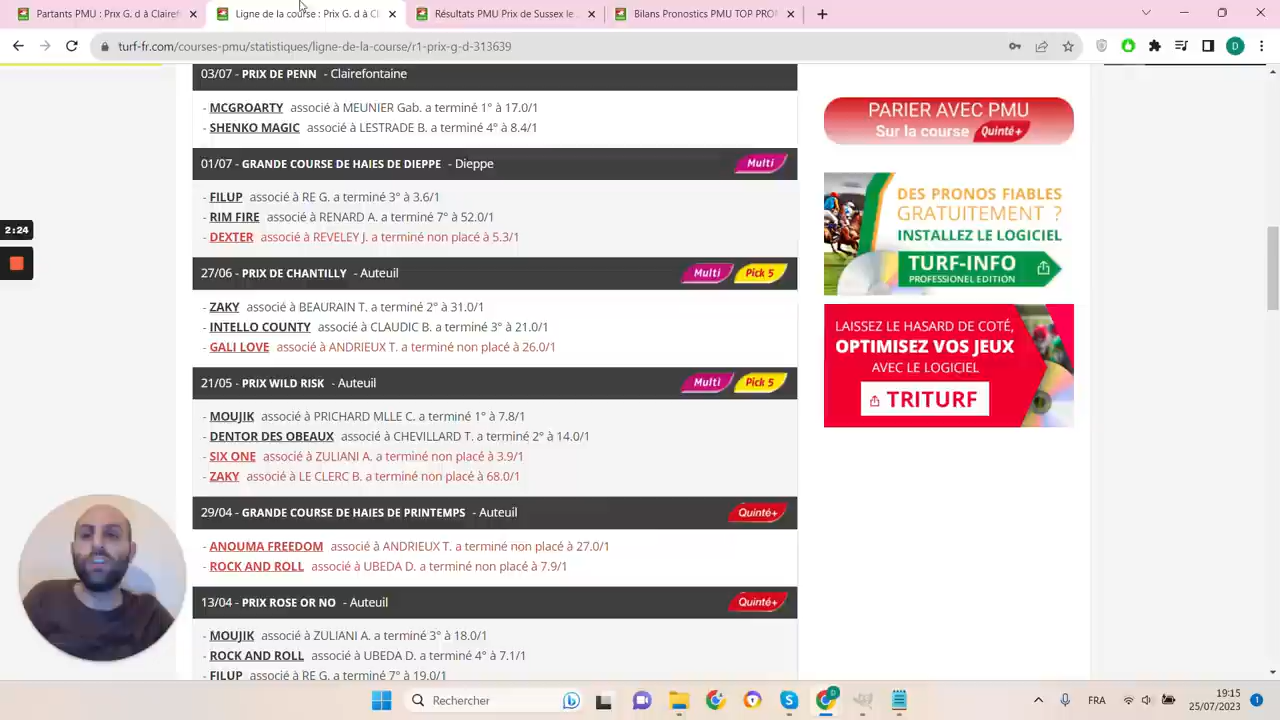 Partants PMU : Prix G. d à Cl
Ligne de la course : Prix G. d à Cl
Résultats PMU Prix de Sussex le
Bilans Pronostics PMU TOP PRO
turf-fr.com/courses-pmu/statistiques/ligne-de-la-course/r1-prix-g-d-313639
03/07 - PRIX DE PENN - Clairefontaine
- MCGROARTY associé à MEUNIER Gab. a terminé 1° à 17.0/1
- SHENKO MAGIC associé à LESTRADE B. a terminé 4° à 8.4/1
01/07 - GRANDE COURSE DE HAIES DE DIEPPE - Dieppe Multi
- FILUP associé à RE G. a terminé 3° à 3.6/1
- RIM FIRE associé à RENARD A. a terminé 7° à 52.0/1
- DEXTER associé à REVELEY J. a terminé non placé à 5.3/1
27/06 - PRIX DE CHANTILLY - Auteuil Multi Pick 5
- ZAKY associé à BEAURAIN T. a terminé 2° à 31.0/1
- INTELLO COUNTY associé à CLAUDIC B. a terminé 3° à 21.0/1
- GALI LOVE associé à ANDRIEUX T. a terminé non placé à 26.0/1
21/05 - PRIX WILD RISK - Auteuil Multi Pick 5
- MOUJIK associé à PRICHARD MLLE C. a terminé 1° à 7.8/1
- DENTOR DES OBEAUX associé à CHEVILLARD T. a terminé 2° à 14.0/1
- SIX ONE associé à ZULIANI A. a terminé non placé à 3.9/1
- ZAKY associé à LE CLERC B. a terminé non placé à 68.0/1
29/04 - GRANDE COURSE DE HAIES DE PRINTEMPS - Auteuil Quinté+
- ANOUMA FREEDOM associé à ANDRIEUX T. a terminé non placé à 27.0/1
- ROCK AND ROLL associé à UBEDA D. a terminé non placé à 7.9/1
13/04 - PRIX ROSE OR NO - Auteuil Quinté+
- MOUJIK associé à ZULIANI A. a terminé 3° à 18.0/1
- ROCK AND ROLL associé à UBEDA D. a terminé 4° à 7.1/1
- FILUP associé à RE G. a terminé 7° à 19.0/1
PARIER AVEC PMU
Sur la course Quinté+
DES PRONOS FIABLES
GRATUITEMENT ?
INSTALLEZ LE LOGICIEL
TURF-INFO
PROFESSIONEL EDITION
LAISSEZ LE HASARD DE COTÉ,
OPTIMISEZ VOS JEUX
AVEC LE LOGICIEL
TRITURF
2:24
Rechercher
FRA
19:15
25/07/2023